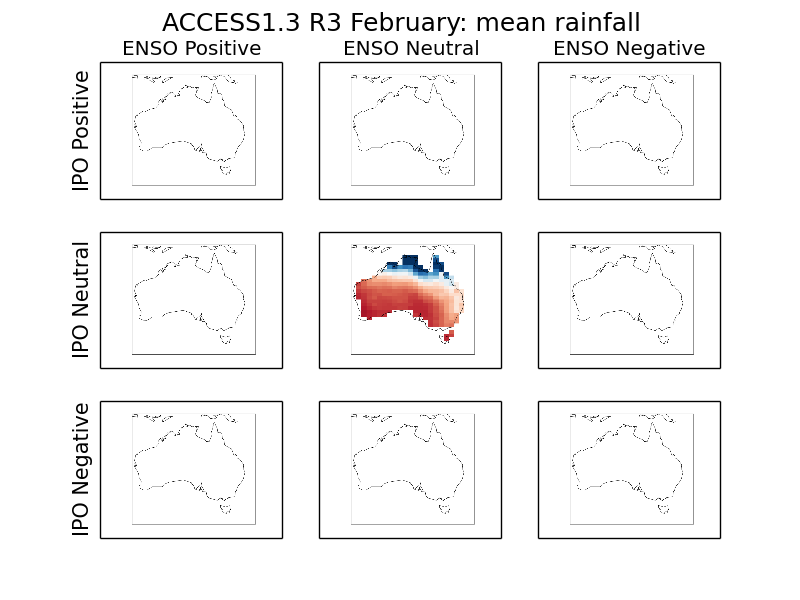 ACCESS1.3 R3 February: mean rainfall
ENSO Positive
ENSO Neutral
ENSO Negative
IPO Positive
IPO Neutral
IPO Negative